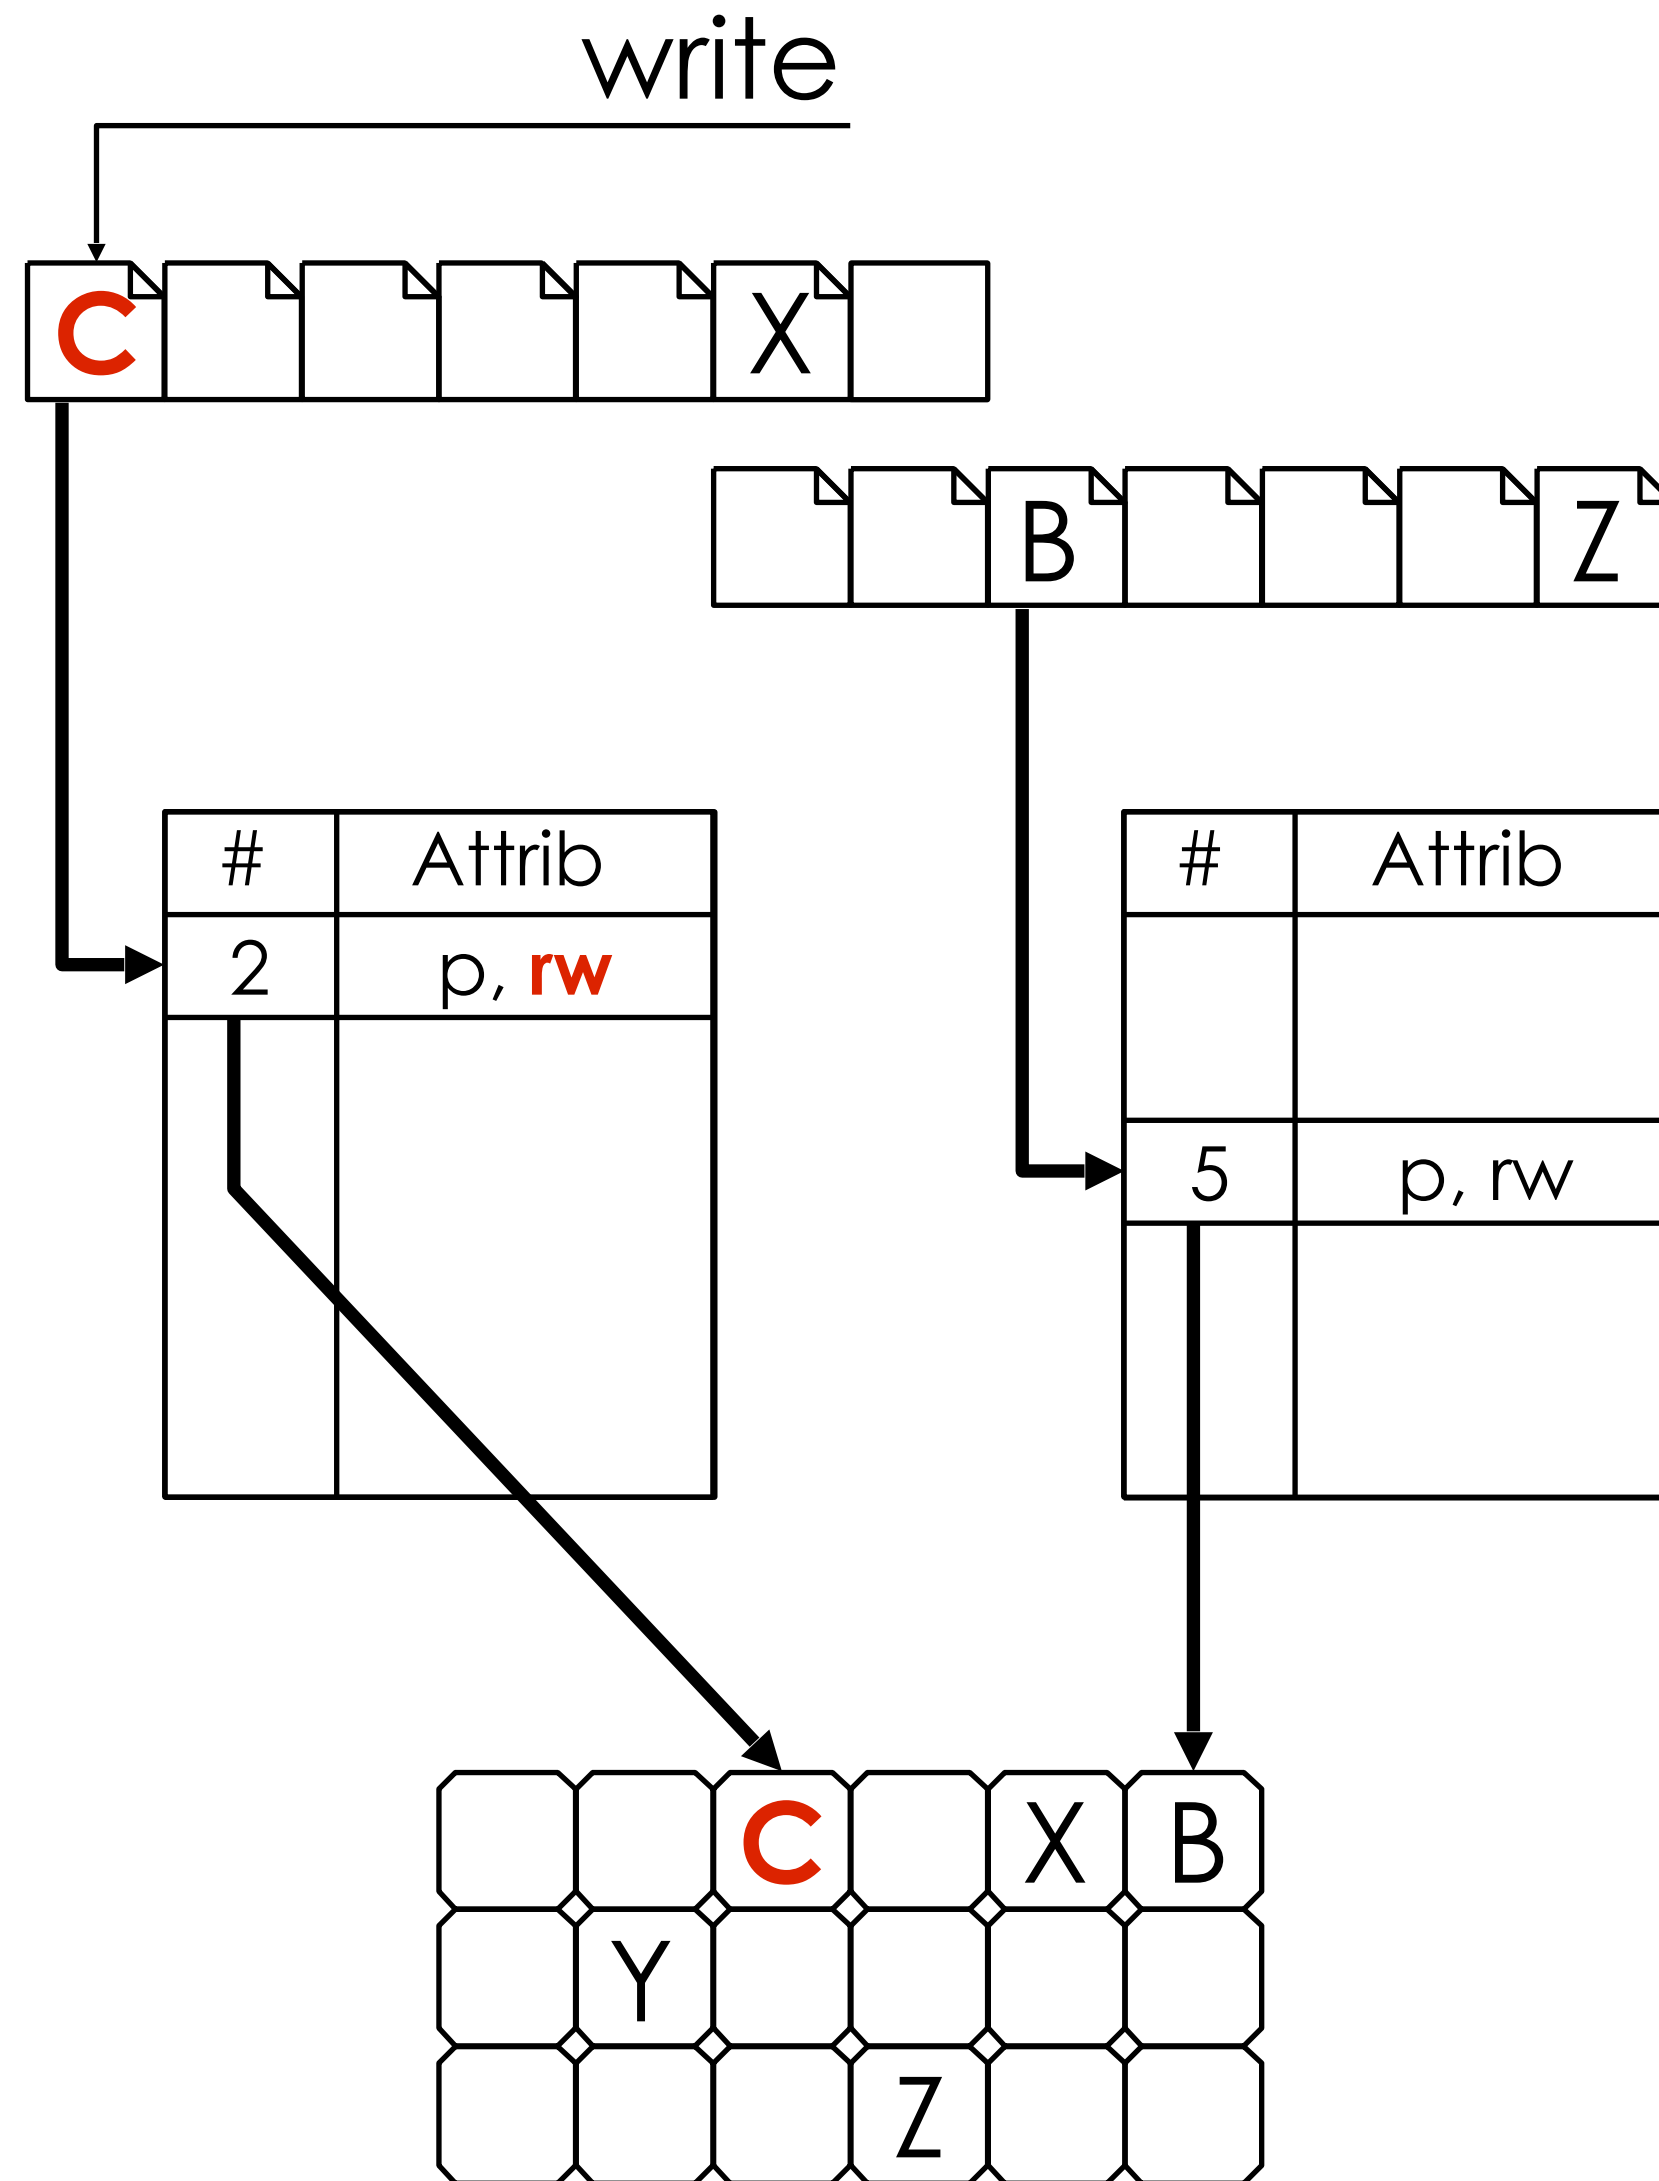 write
C X
B Z
# Attrib
2 p, rw
# Attrib
5 p, rw
C X B
Y
Z